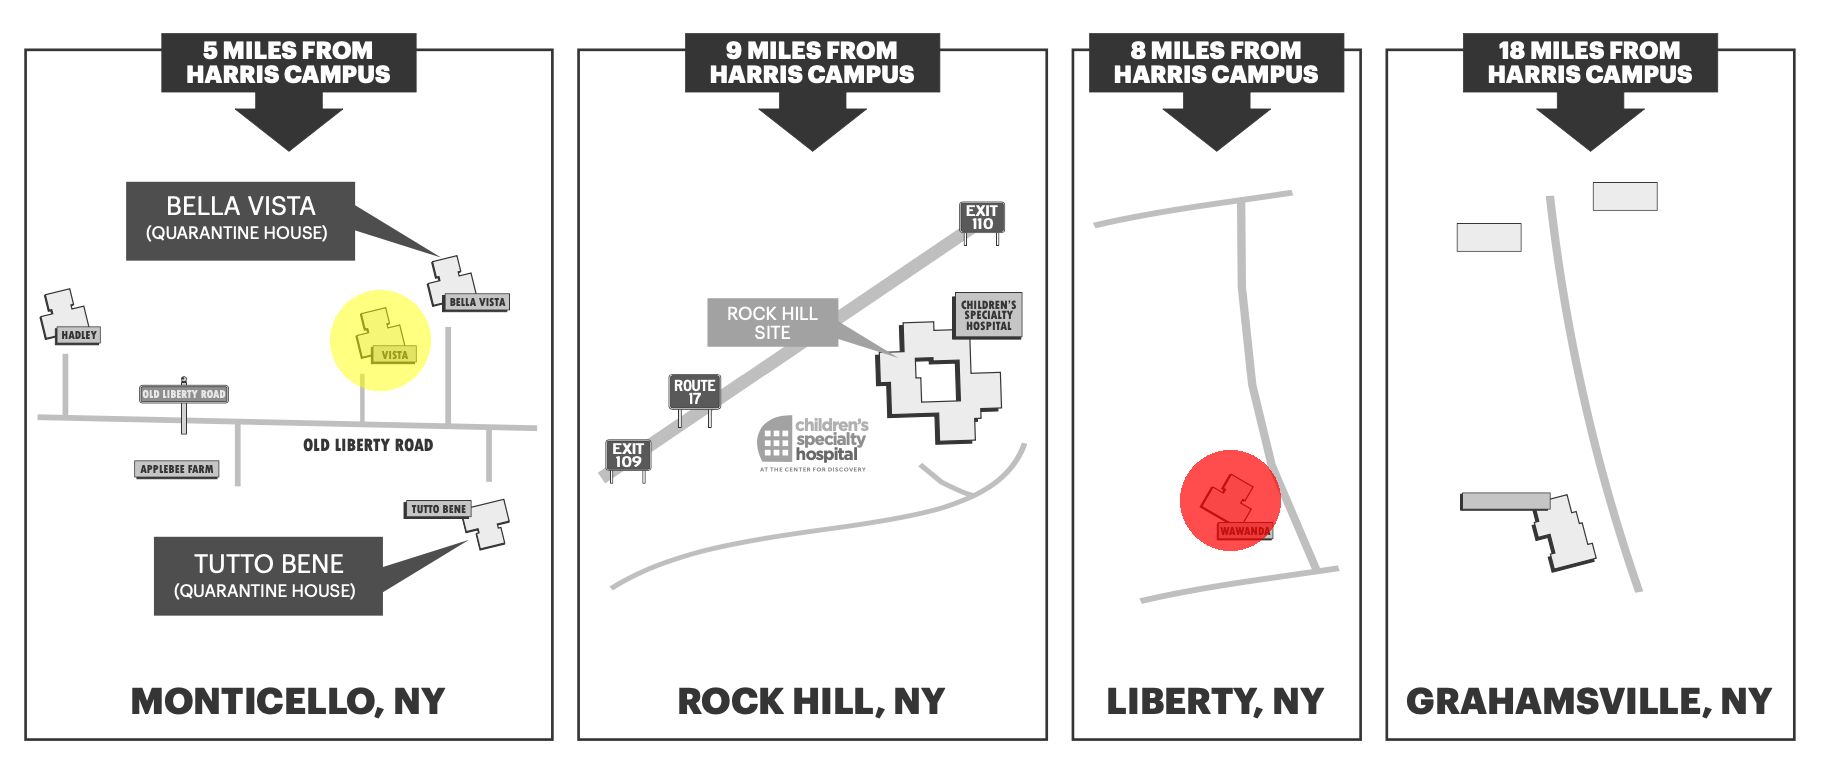 5 MILES FROM
HARRIS CAMPUS
BELLA VISTA
(QUARANTINE HOUSE)
BELLA VISTA
HADLEY
VISTA
OLD LIBERTY ROAD
OLD LIBERTY ROAD
APPLEBEE FARM
TUTTO BENE
TUTTO BENE
(QUARANTINE HOUSE)
MONTICELLO, NY
9 MILES FROM
HARRIS CAMPUS
EXIT
110
ROCK HILL
SITE
CHILDREN'S
SPECIALTY
HOSPITAL
ROUTE
17
EXIT
109
children's
specialty
hospital
AT THE CENTER FOR DISCOVERY
ROCK HILL, NY
8 MILES FROM
HARRIS CAMPUS
WAWANDA
LIBERTY, NY
18 MILES FROM
HARRIS CAMPUS
GRAHAMSVILLE, NY